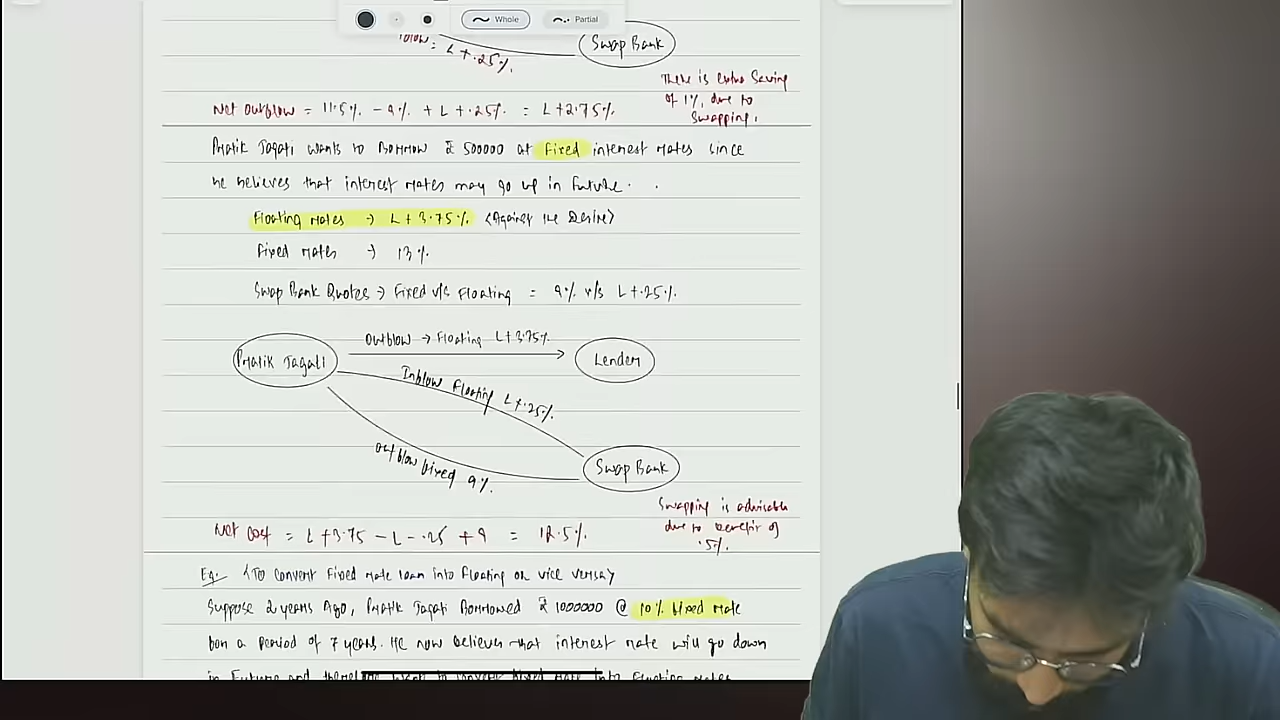 Whole
Partial
Swap Bank
L+.25%
There is extra Saving
of 1%, due to
Swapping.
Net outflow = 11.5% - 9% + L+.25% = L+2.75%
Pratik Jagati wants to Borrow ₹ 500000 at Fixed interest rates since
he believes that interest rates may go up in Future.
Floating rates → L+3.75% (Against the Desire)
Fixed rates → 13%
Swap Bank Quotes → Fixed v/s Floating = 9% v/s L+.25%
Outflow → Floating L+3.75%
Pratik Jagati
Lender
Inflow Floating L+.25%
Outflow fixed 9%
Swap Bank
Swapping is advisable
due to benefit of
.5%
Net cost = L+3.75 - L - .25 + 9 = 12.5%
Eg. (To convert Fixed rate loan into Floating or vice versa)
Suppose 2 years Ago, Pratik Jagati Borrowed ₹ 1000000 @ 10% fixed rate
for a period of 7 years. He now believes that interest rate will go down
in Future and